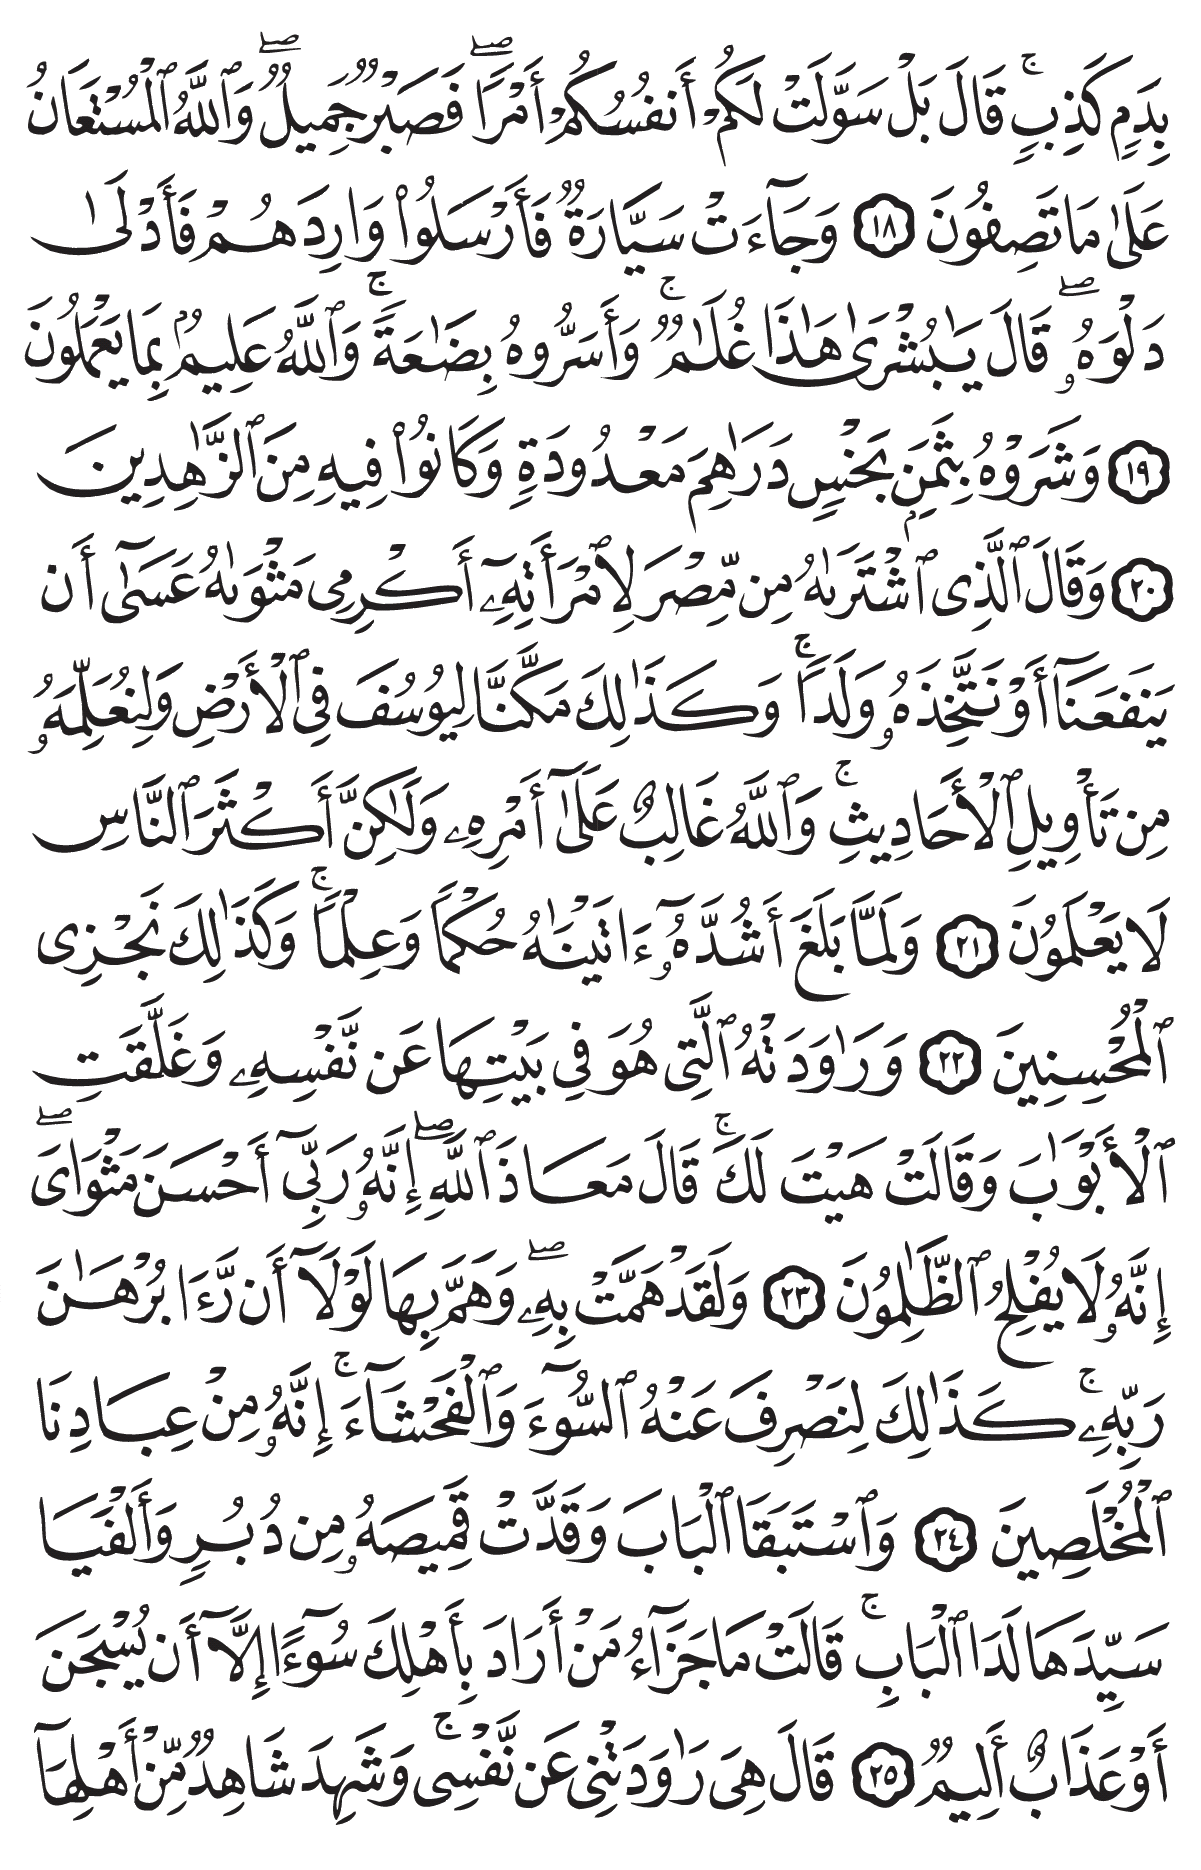 بِدَمٍ كَذِبٍ ۚ قَالَ بَلْ سَوَّلَتْ لَكُمْ أَنفُسُكُمْ أَمْرًا ۖ فَصَبْرٌ جَمِيلٌ ۖ وَٱللَّهُ ٱلْمُسْتَعَانُ
عَلَىٰ مَا تَصِفُونَ ١٨ وَجَآءَتْ سَيَّارَةٌ فَأَرْسَلُوا۟ وَارِدَهُمْ فَأَدْلَىٰ
دَلْوَهُۥ ۖ قَالَ يَـٰبُشْرَىٰ هَـٰذَا غُلَـٰمٌ ۚ وَأَسَرُّوهُ بِضَـٰعَةً ۚ وَٱللَّهُ عَلِيمٌۢ بِمَا يَعْمَلُونَ
١٩ وَشَرَوْهُ بِثَمَنٍۭ بَخْسٍ دَرَٰهِمَ مَعْدُودَةٍ وَكَانُوا۟ فِيهِ مِنَ ٱلزَّٰهِدِينَ
٢٠ وَقَالَ ٱلَّذِى ٱشْتَرَىٰهُ مِن مِّصْرَ لِٱمْرَأَتِهِۦٓ أَكْرِمِى مَثْوَىٰهُ عَسَىٰٓ أَن
يَنفَعَنَآ أَوْ نَتَّخِذَهُۥ وَلَدًا ۚ وَكَذَٰلِكَ مَكَّنَّا لِيُوسُفَ فِى ٱلْأَرْضِ وَلِنُعَلِّمَهُۥ
مِن تَأْوِيلِ ٱلْأَحَادِيثِ ۚ وَٱللَّهُ غَالِبٌ عَلَىٰٓ أَمْرِهِۦ وَلَـٰكِنَّ أَكْثَرَ ٱلنَّاسِ
لَا يَعْلَمُونَ ٢١ وَلَمَّا بَلَغَ أَشُدَّهُۥٓ ءَاتَيْنَـٰهُ حُكْمًا وَعِلْمًا ۚ وَكَذَٰلِكَ نَجْزِى
ٱلْمُحْسِنِينَ ٢٢ وَرَٰوَدَتْهُ ٱلَّتِى هُوَ فِى بَيْتِهَا عَن نَّفْسِهِۦ وَغَلَّقَتِ
ٱلْأَبْوَٰبَ وَقَالَتْ هَيْتَ لَكَ ۚ قَالَ مَعَاذَ ٱللَّهِ ۖ إِنَّهُۥ رَبِّىٓ أَحْسَنَ مَثْوَاىَ ۖ
إِنَّهُۥ لَا يُفْلِحُ ٱلظَّـٰلِمُونَ ٢٣ وَلَقَدْ هَمَّتْ بِهِۦ ۖ وَهَمَّ بِهَا لَوْلَآ أَن رَّءَا بُرْهَـٰنَ
رَبِّهِۦ ۚ كَذَٰلِكَ لِنَصْرِفَ عَنْهُ ٱلسُّوٓءَ وَٱلْفَحْشَآءَ ۚ إِنَّهُۥ مِنْ عِبَادِنَا
ٱلْمُخْلَصِينَ ٢٤ وَٱسْتَبَقَا ٱلْبَابَ وَقَدَّتْ قَمِيصَهُۥ مِن دُبُرٍ وَأَلْفَيَا
سَيِّدَهَا لَدَا ٱلْبَابِ ۚ قَالَتْ مَا جَزَآءُ مَنْ أَرَادَ بِأَهْلِكَ سُوٓءًا إِلَّآ أَن يُسْجَنَ
أَوْ عَذَابٌ أَلِيمٌ ٢٥ قَالَ هِىَ رَٰوَدَتْنِى عَن نَّفْسِى ۚ وَشَهِدَ شَاهِدٌ مِّنْ أَهْلِهَآ